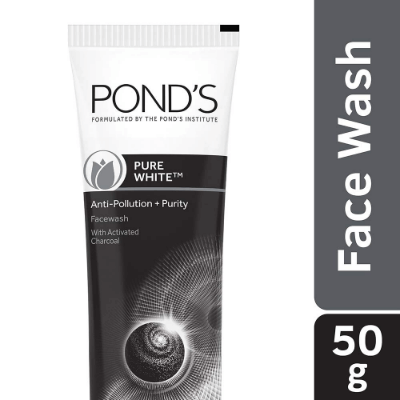 POND'S
FORMULATED BY THE POND'S INSTITUTE
PURE
WHITE™
Anti-Pollution + Purity
Facewash
With Activated
Charcoal
Face Wash
50
g